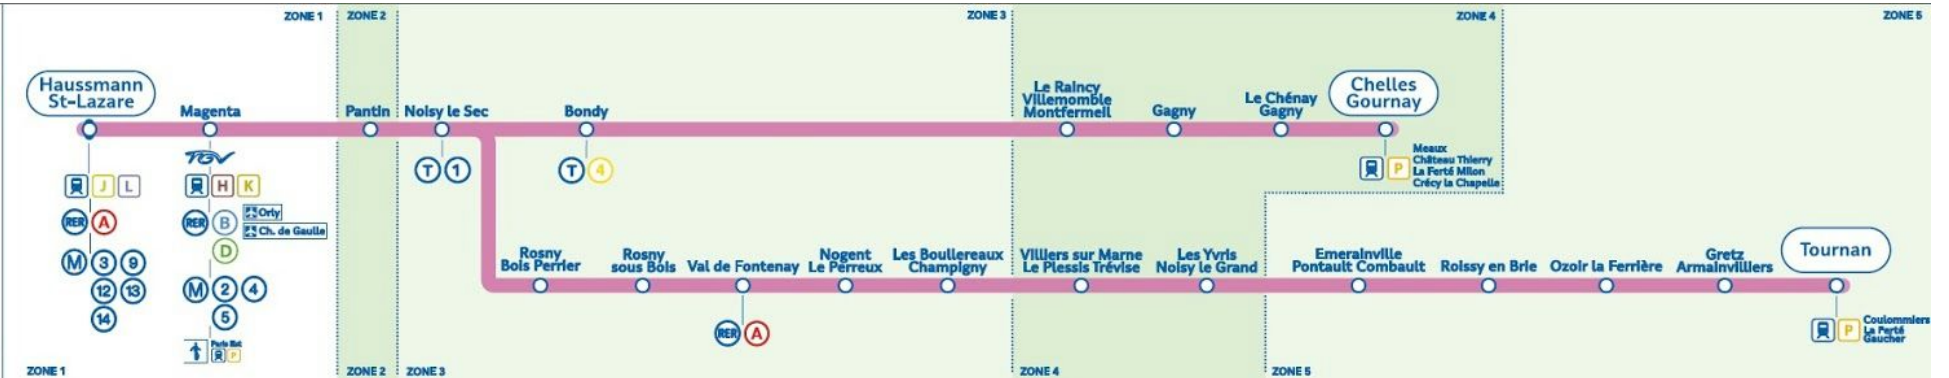 ZONE 1
ZONE 2
ZONE 3
ZONE 4
ZONE 5
Haussmann
St-Lazare
Magenta
Pantin
Noisy le Sec
Bondy
Le Raincy
Villemomble
Montfermeil
Gagny
Le Chénay
Gagny
Chelles
Gournay
TGV
J L
RER A
M 3 9
12 13
14
H K
RER B
Orly
Ch. de Gaulle
D
M 2 4
5
Paris Est
P
T 1
T 4
P
Meaux
Château Thierry
La Ferté Milon
Crécy la Chapelle
Rosny
Bois Perrier
Rosny
sous Bois
Val de Fontenay
Nogent
Le Perreux
Les Boullereaux
Champigny
Villiers sur Marne
Le Plessis Trévise
Les Yvris
Noisy le Grand
Emerainville
Pontault Combault
Roissy en Brie
Ozoir la Ferrière
Gretz
Armainvilliers
Tournan
RER A
P
Coulommiers
La Ferté
Gaucher
ZONE 1
ZONE 2
ZONE 3
ZONE 4
ZONE 5